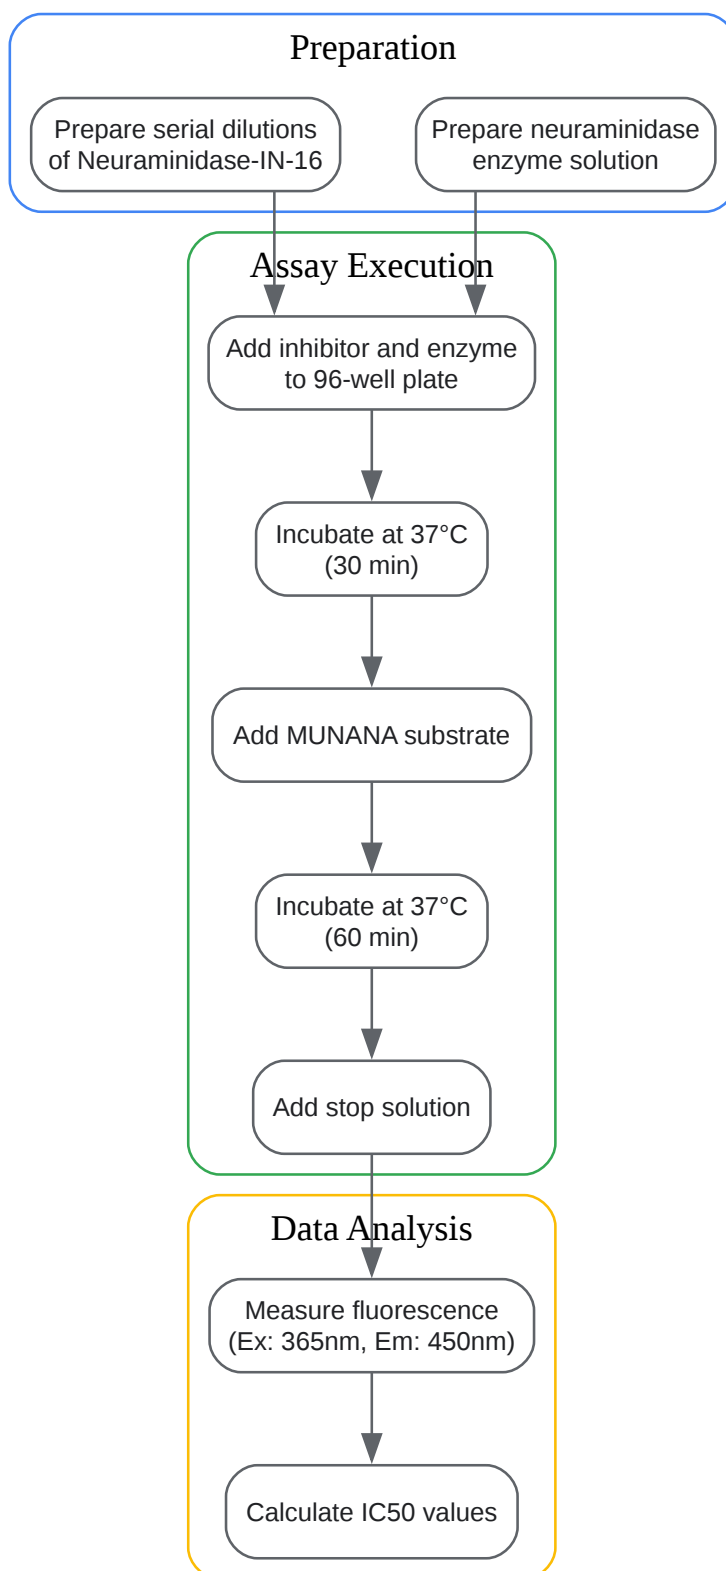 Preparation
Prepare serial dilutions
of Neuraminidase-IN-16
Prepare neuraminidase
enzyme solution
Assay Execution
Add inhibitor and enzyme
to 96-well plate
Incubate at 37°C
(30 min)
Add MUNANA substrate
Incubate at 37°C
(60 min)
Add stop solution
Data Analysis
Measure fluorescence
(Ex: 365nm, Em: 450nm)
Calculate IC50 values